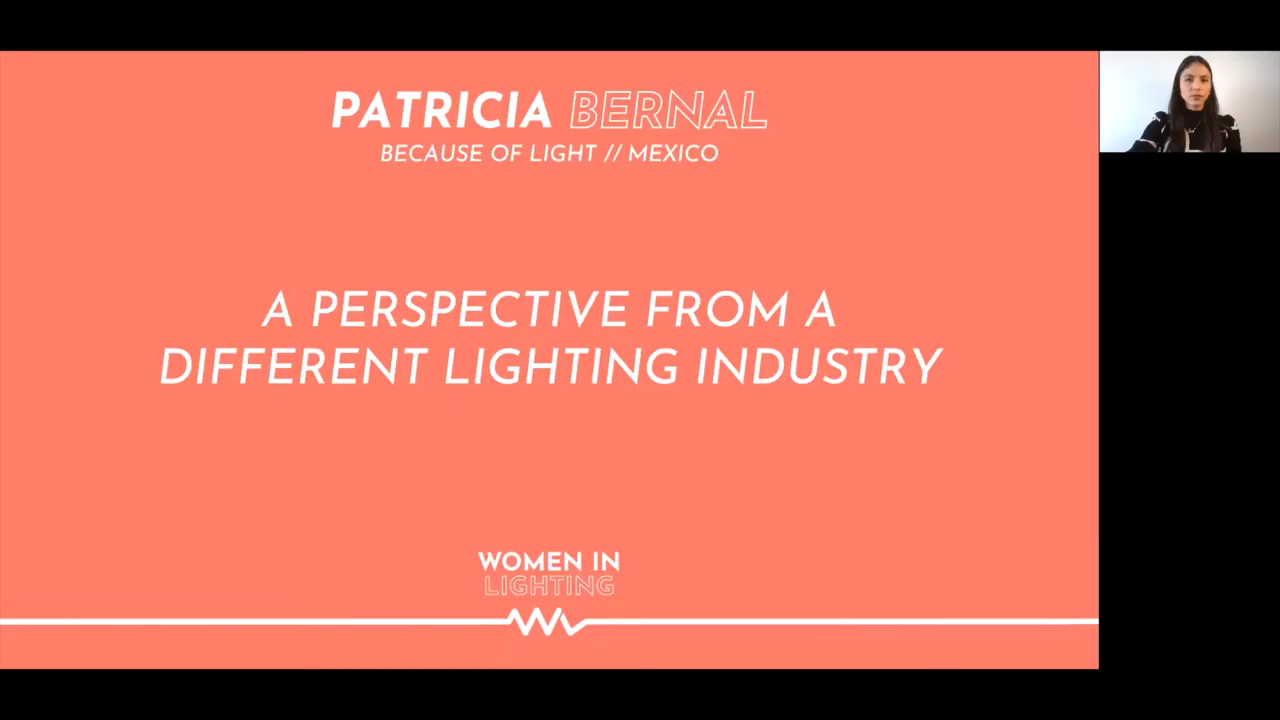 PATRICIA BERNAL
BECAUSE OF LIGHT // MEXICO
A PERSPECTIVE FROM A
DIFFERENT LIGHTING INDUSTRY
WOMEN IN
LIGHTING